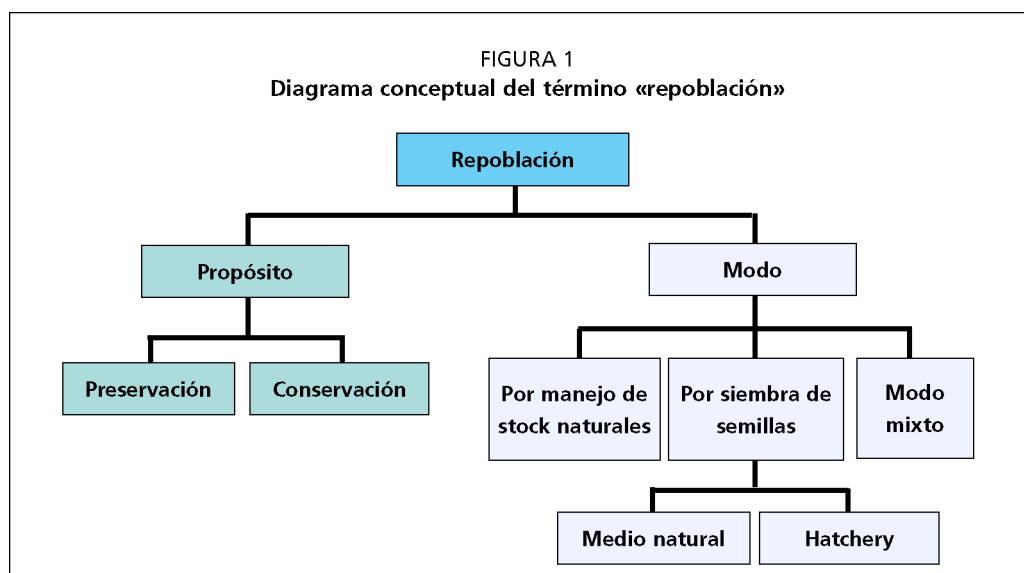 FIGURA 1
Diagrama conceptual del término «repoblación»
Repoblación
Propósito
Modo
Preservación
Conservación
Por manejo de
stock naturales
Por siembra de
semillas
Modo
mixto
Medio natural
Hatchery